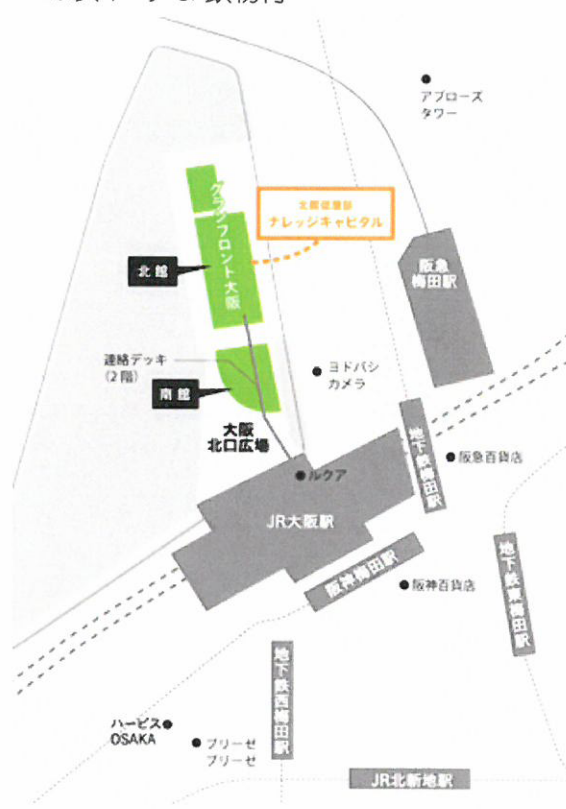 アプローズ
タワー
北館低層部
ナレッジキャピタル
グランフロント大阪
北館
阪急
梅田駅
連絡デッキ
(2階)
南館
ヨドバシ
カメラ
大阪
北口広場
地下鉄梅田駅
阪急百貨店
ルクア
JR大阪駅
阪神梅田駅
阪神百貨店
地下鉄東梅田駅
地下鉄西梅田駅
ハービス
OSAKA
ブリーゼ
ブリーゼ
JR北新地駅